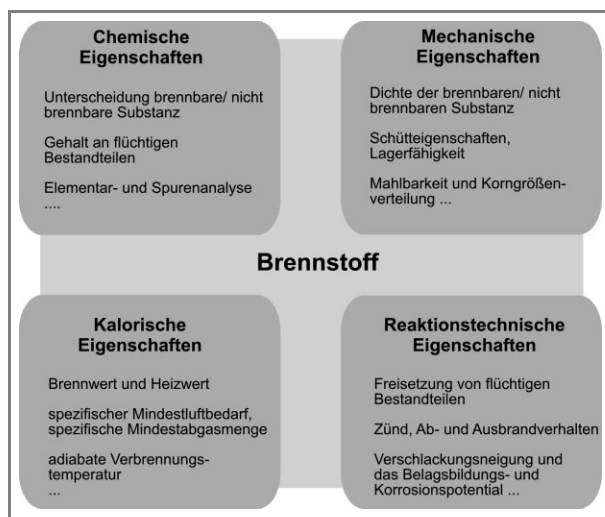 Chemische
Eigenschaften
Unterscheidung brennbare/ nicht
brennbare Substanz
Gehalt an flüchtigen
Bestandteilen
Elementar- und Spurenanalyse
....
Mechanische
Eigenschaften
Dichte der brennbaren/ nicht
brennbaren Substanz
Schütteigenschaften,
Lagerfähigkeit
Mahlbarkeit und Korngrößen-
verteilung ...
Brennstoff
Kalorische
Eigenschaften
Brennwert und Heizwert
spezifischer Mindestluftbedarf,
spezifische Mindestabgasmenge
adiabate Verbrennungs-
temperatur
...
Reaktionstechnische
Eigenschaften
Freisetzung von flüchtigen
Bestandteilen
Zünd, Ab- und Ausbrandverhalten
Verschlackungsneigung und
das Belagsbildungs- und
Korrosionspotential ...